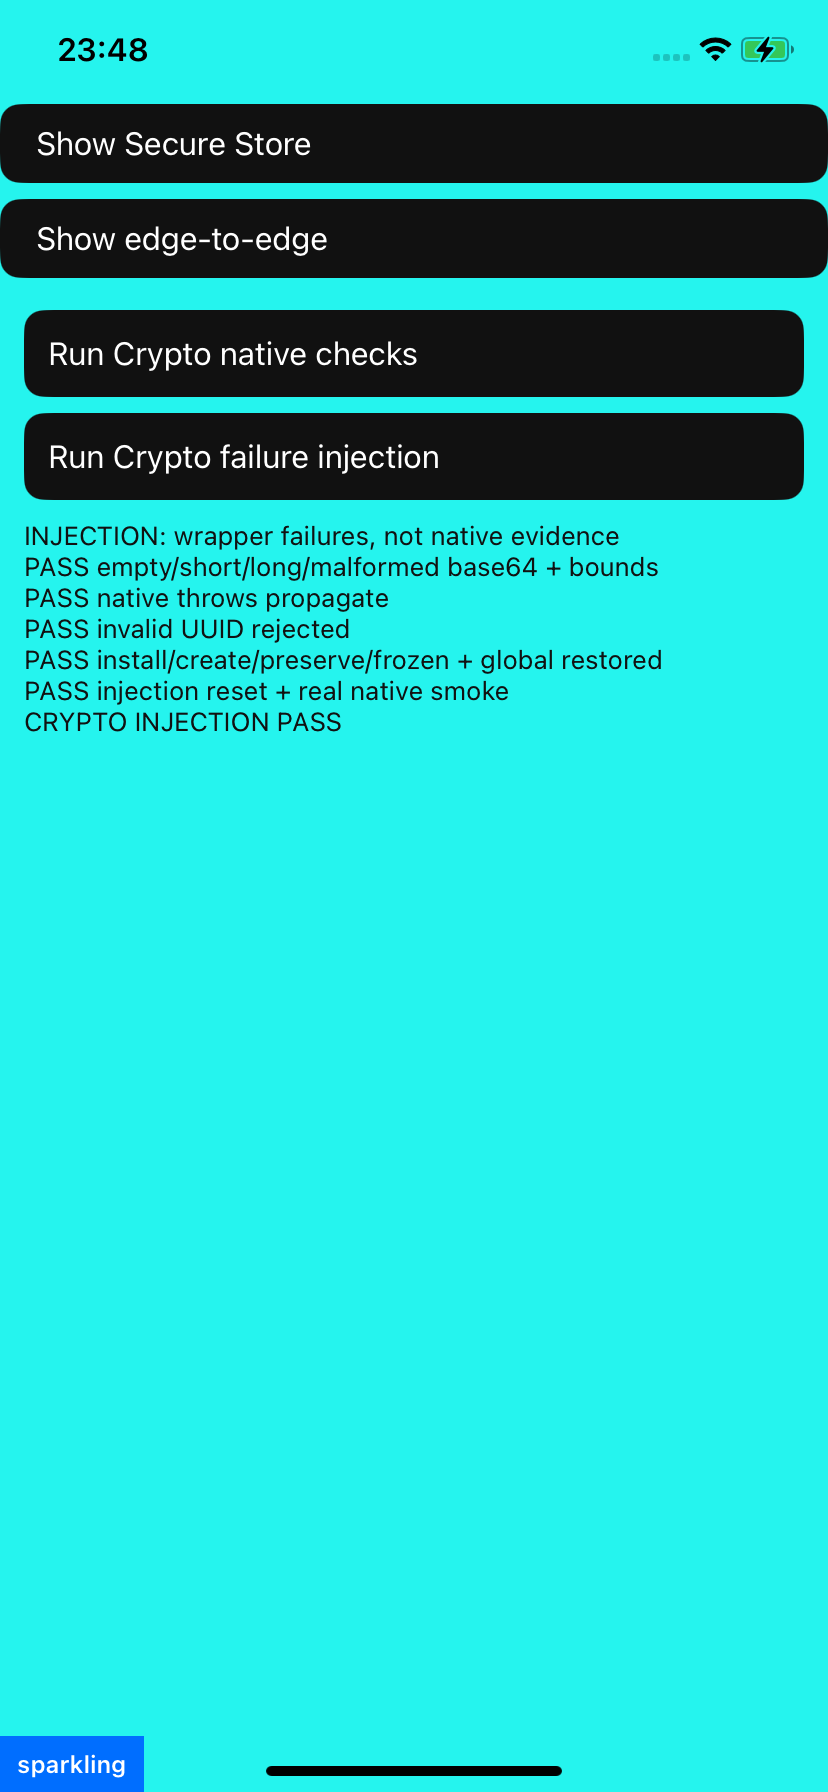 23:48
Show Secure Store
Show edge-to-edge
Run Crypto native checks
Run Crypto failure injection
INJECTION: wrapper failures, not native evidence
PASS empty/short/long/malformed base64 + bounds
PASS native throws propagate
PASS invalid UUID rejected
PASS install/create/preserve/frozen + global restored
PASS injection reset + real native smoke
CRYPTO INJECTION PASS
sparkling